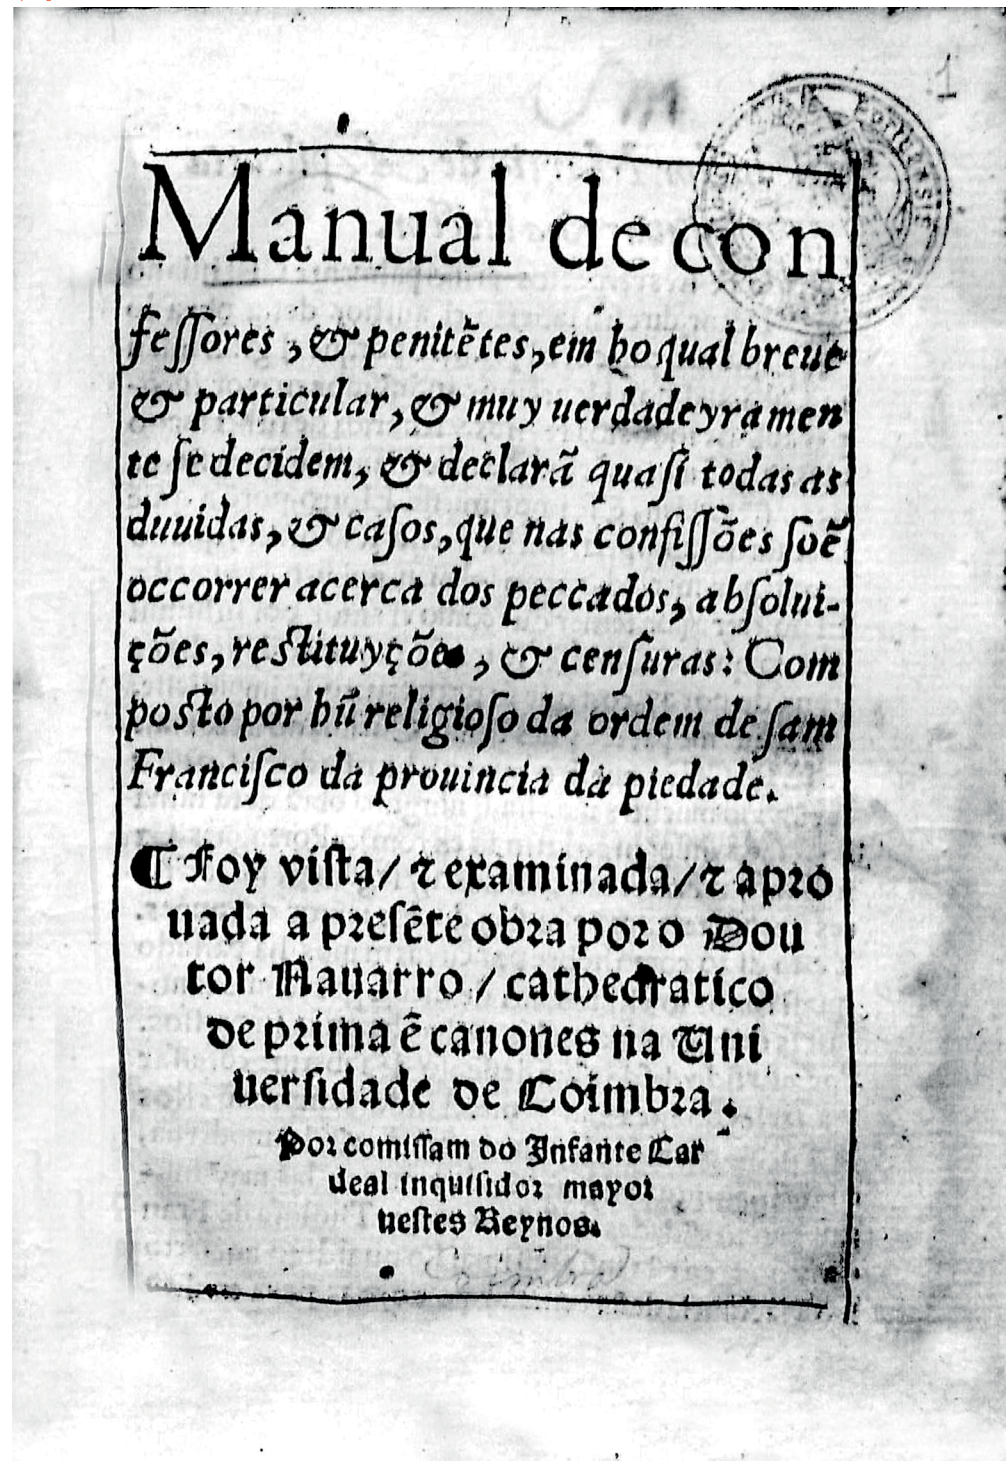 1
Manual de con
fessores, & penitẽtes, em ho qual breue
& particular, & muy uerdadeyramen
te se decidem, & declarã quasi todas as
duuidas, & casos, que nas confissões soẽ
occorrer acerca dos peccados, absolui-
ções, restituyções, & censuras: Com
posto por hũ religioso da ordem de sam
Francisco da prouincia da piedade.
¶ Foy vista/ ⁊ examinada/ ⁊ apro
uada a presẽte obra por o Dou
tor Nauarro / cathedratico
de prima ẽ canones na Uni
uersidade de Coimbra.
Por comissam do Infante Car
deal inquisidor mayor
nestes Reynos.
Coimbra